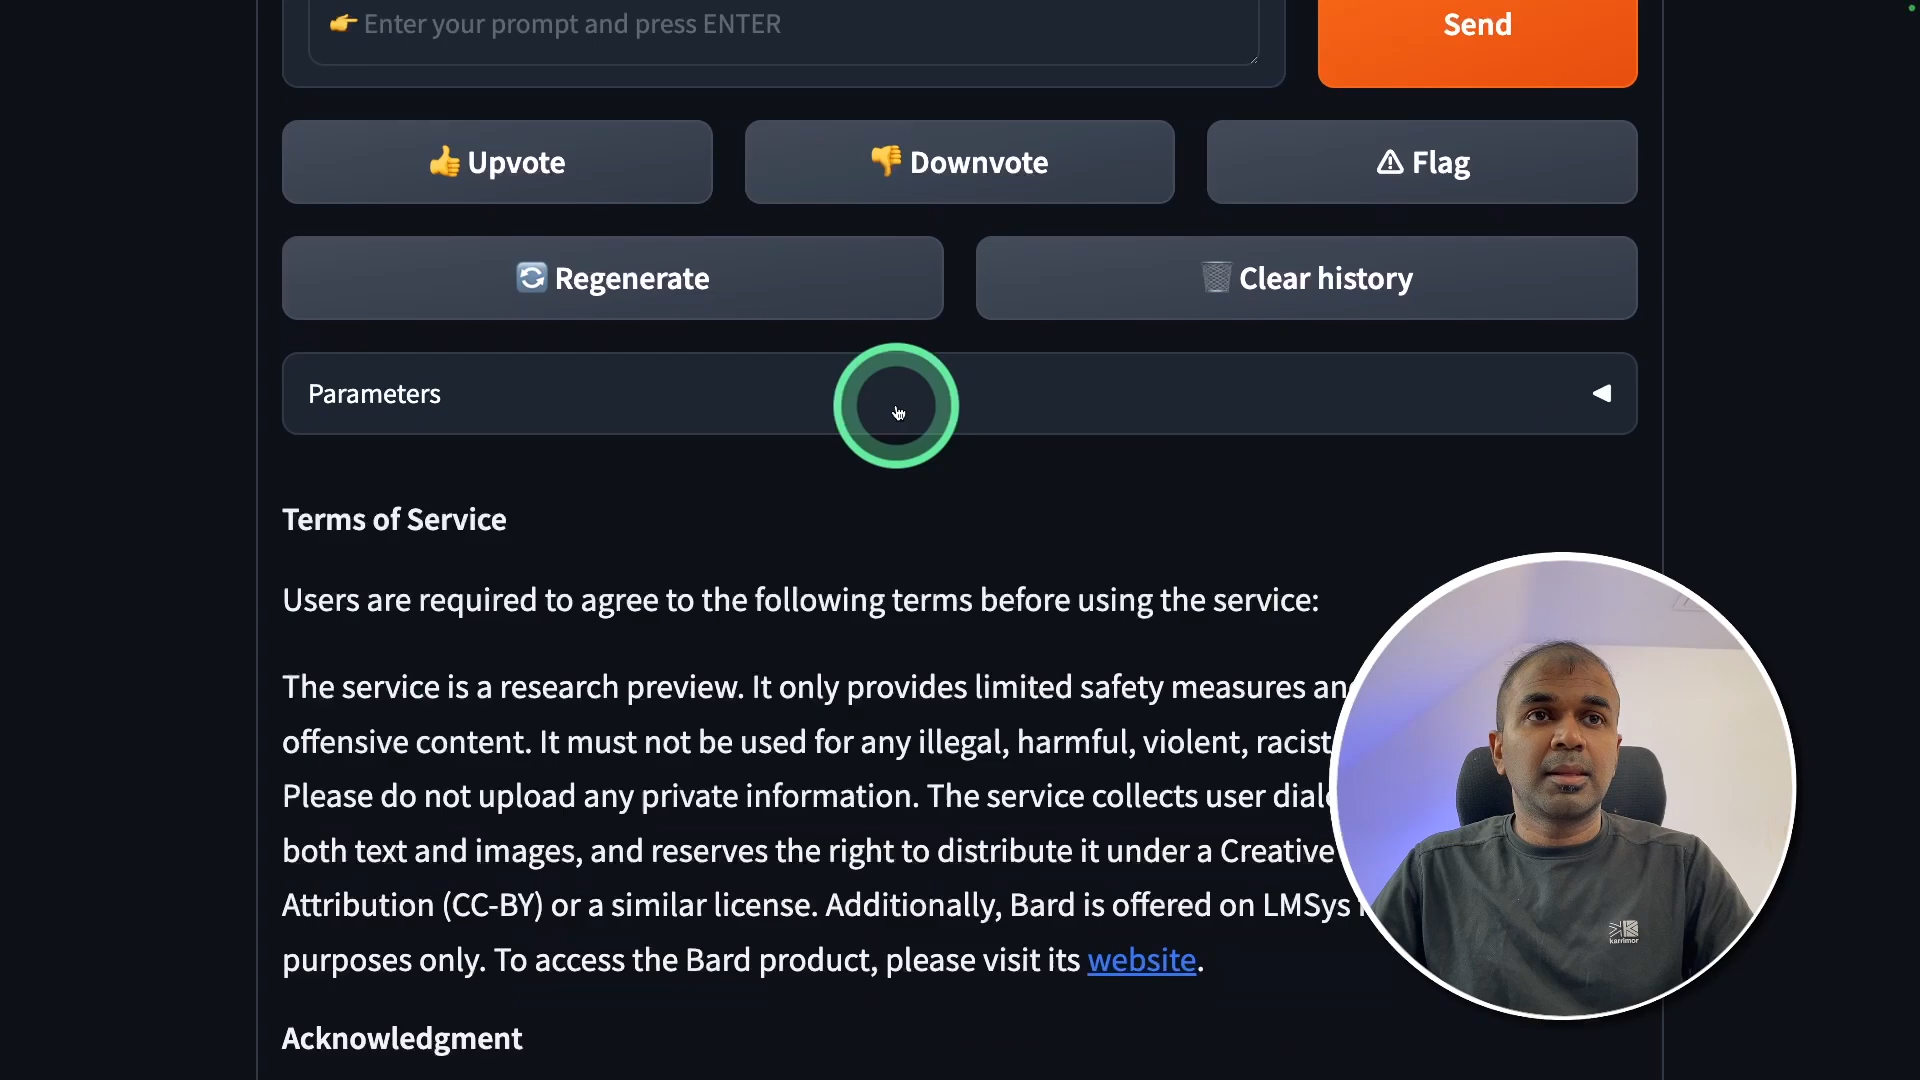 Enter your prompt and press ENTER
Send
Upvote
Downvote
Flag
Regenerate
Clear history
Parameters
Terms of Service
Users are required to agree to the following terms before using the service:
The service is a research preview. It only provides limited safety measures and
offensive content. It must not be used for any illegal, harmful, violent, racist
Please do not upload any private information. The service collects user
both text and images, and reserves the right to distribute it under a Creative
Attribution (CC-BY) or a similar license. Additionally, Bard is offered on LMSys
purposes only. To access the Bard product, please visit its website.
karrimor
Acknowledgment